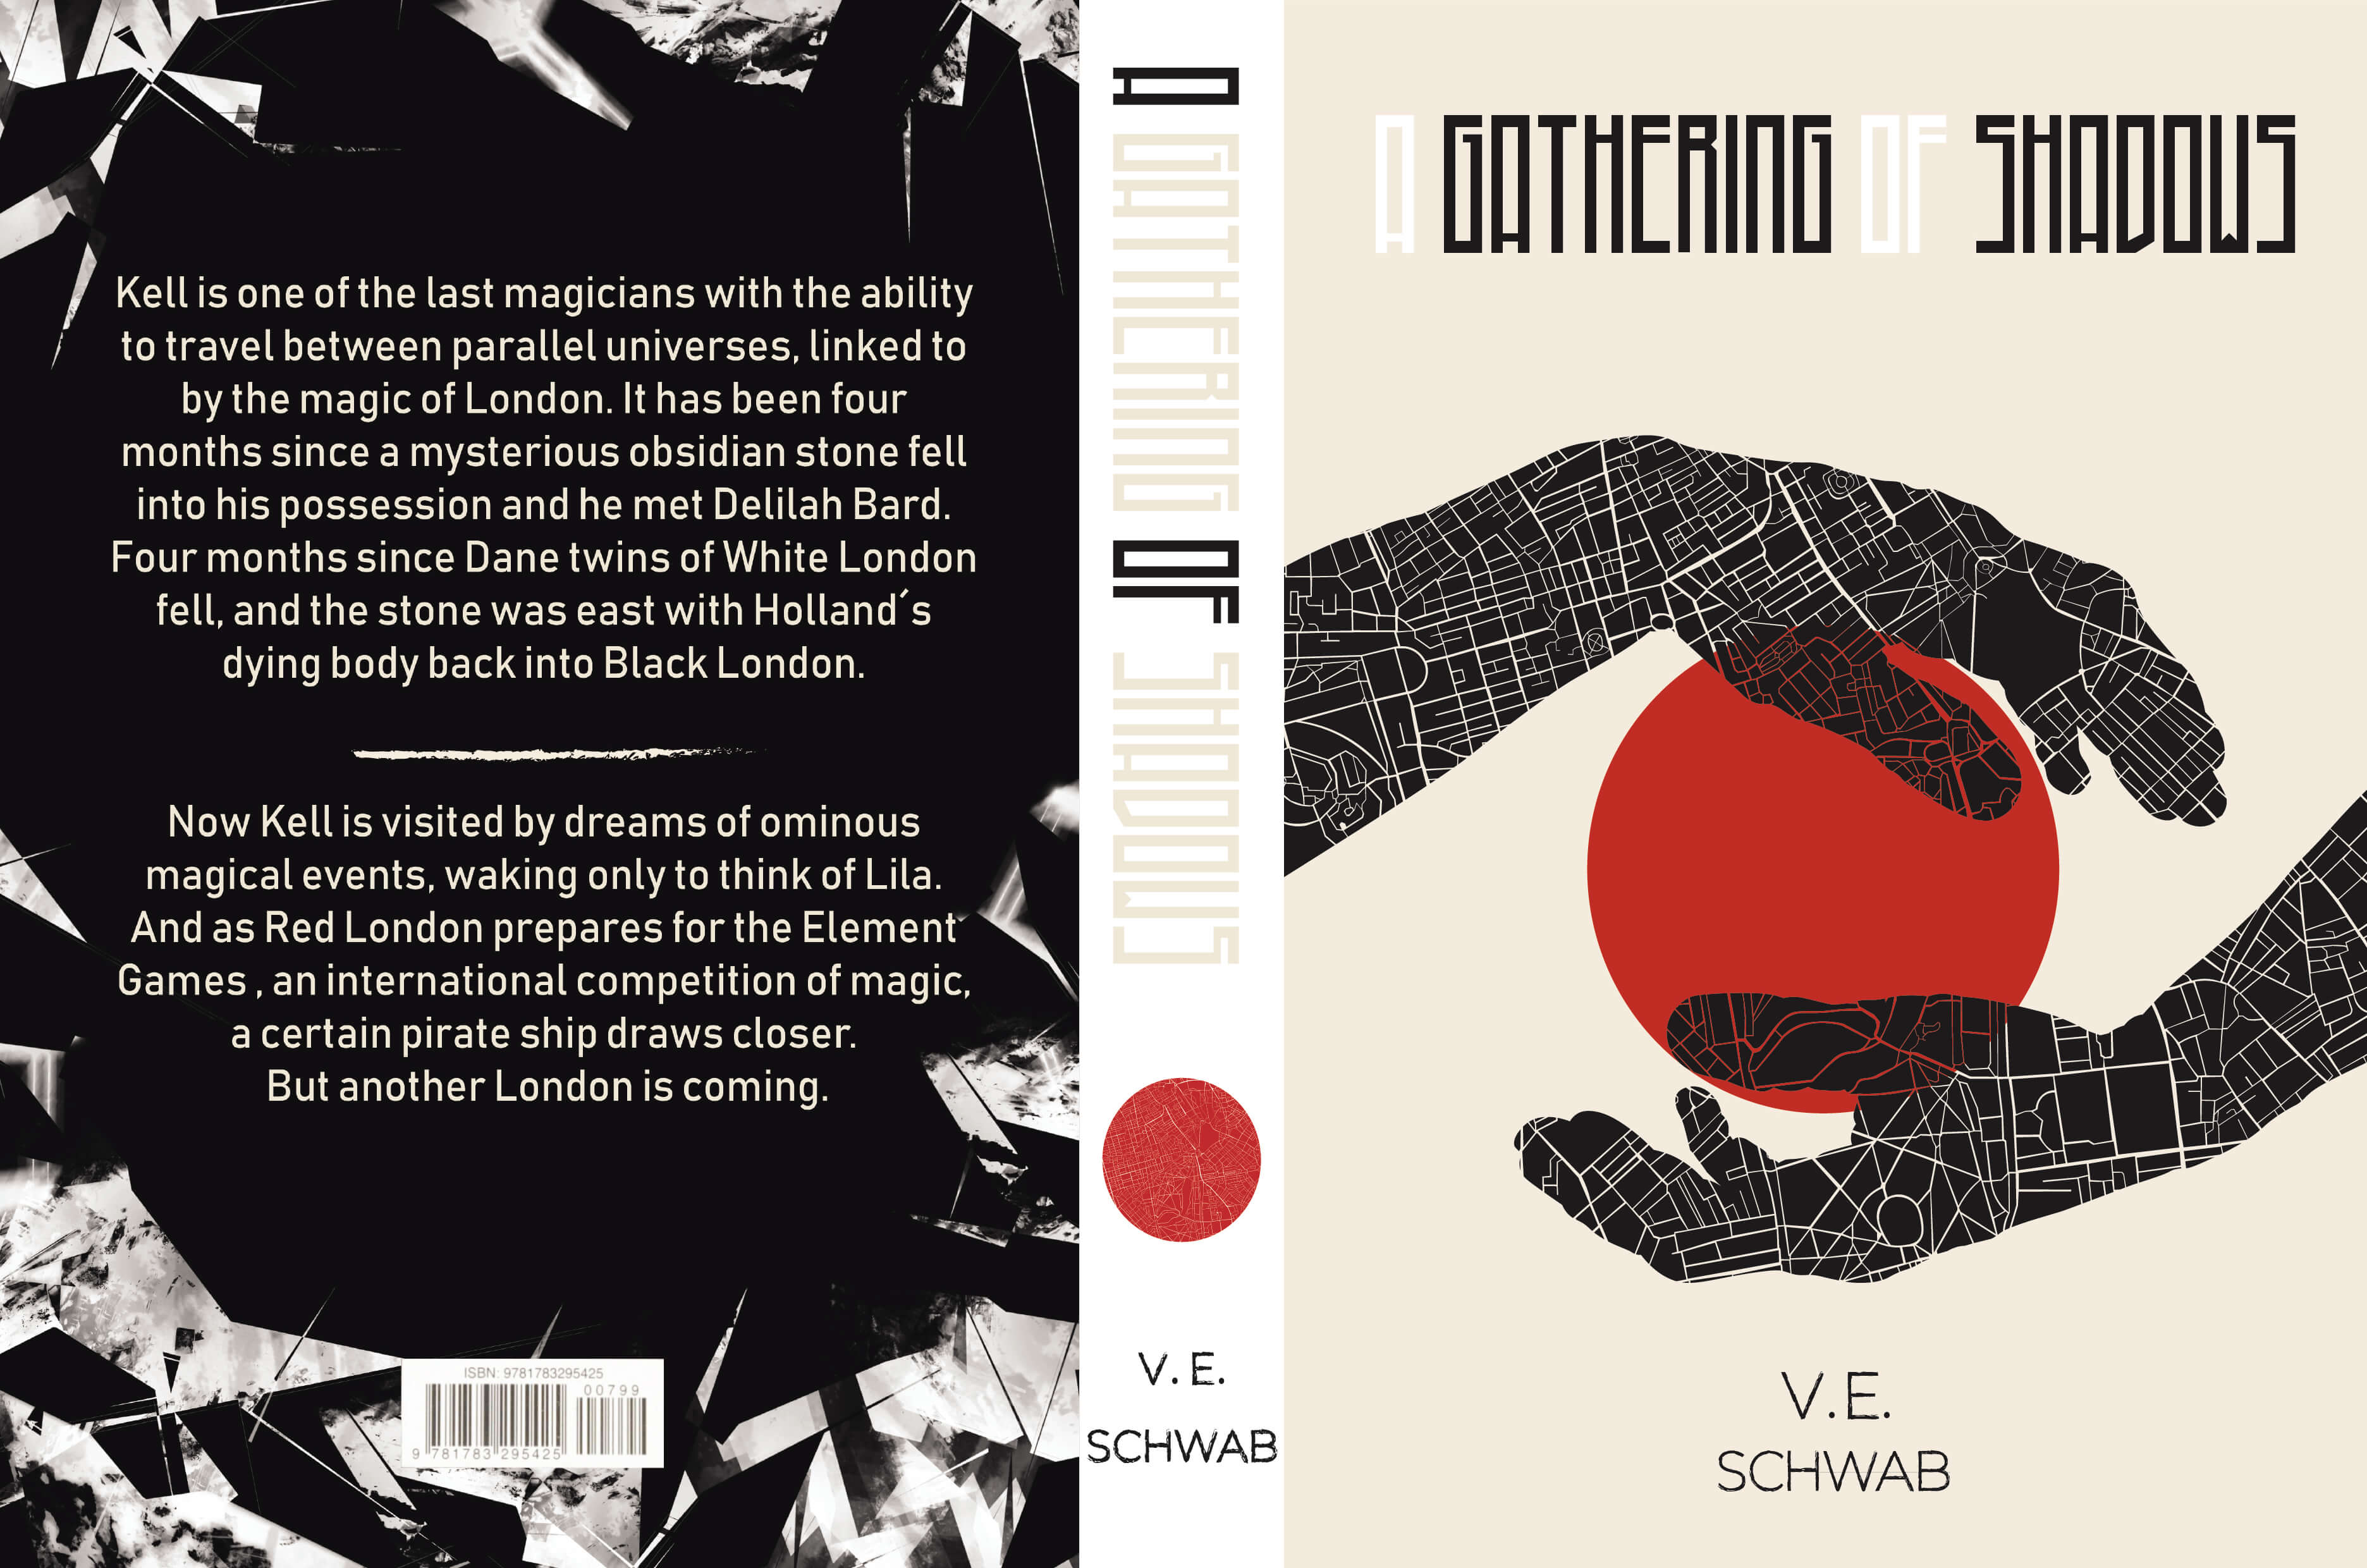 Kell is one of the last magicians with the ability
to travel between parallel universes, linked to
by the magic of London. It has been four
months since a mysterious obsidian stone fell
into his possession and he met Delilah Bard.
Four months since Dane twins of White London
fell, and the stone was east with Holland´s
dying body back into Black London.
Now Kell is visited by dreams of ominous
magical events, waking only to think of Lila.
And as Red London prepares for the Element
Games , an international competition of magic,
a certain pirate ship draws closer.
But another London is coming.
ISBN: 9781783295425
00799
9 781783 295425
A GATHERING OF SHADOWS
V. E.
SCHWAB
A GATHERING OF SHADOWS
V.E.
SCHWAB